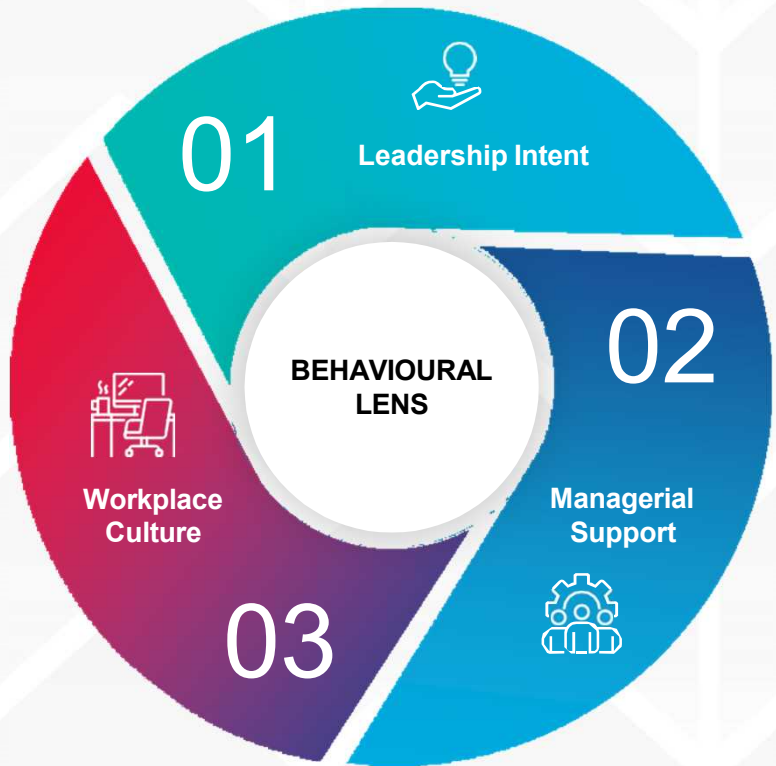 01
Leadership Intent
02
Managerial
Support
03
Workplace
Culture
BEHAVIOURAL
LENS